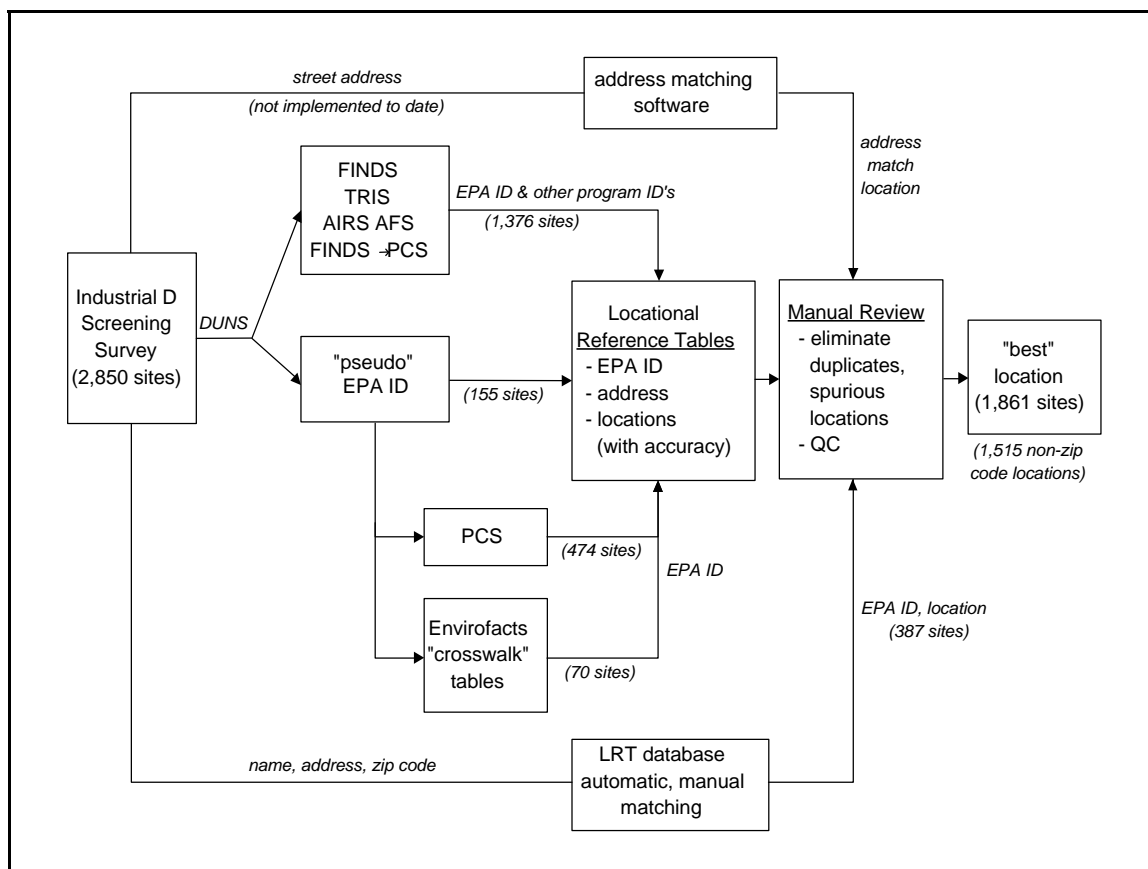 street address
(not implemented to date)
address matching
software
address
match
location
FINDS
TRIS
AIRS AFS
FINDS →PCS
EPA ID & other program ID's
(1,376 sites)
Industrial D
Screening
Survey
(2,850 sites)
DUNS
"pseudo"
EPA ID
(155 sites)
Locational
Reference Tables
- EPA ID
- address
- locations
(with accuracy)
Manual Review
- eliminate
duplicates,
spurious
locations
- QC
"best"
location
(1,861 sites)
(1,515 non-zip
code locations)
PCS
(474 sites)
EPA ID
Envirofacts
"crosswalk"
tables
(70 sites)
EPA ID, location
(387 sites)
name, address, zip code
LRT database
automatic, manual
matching